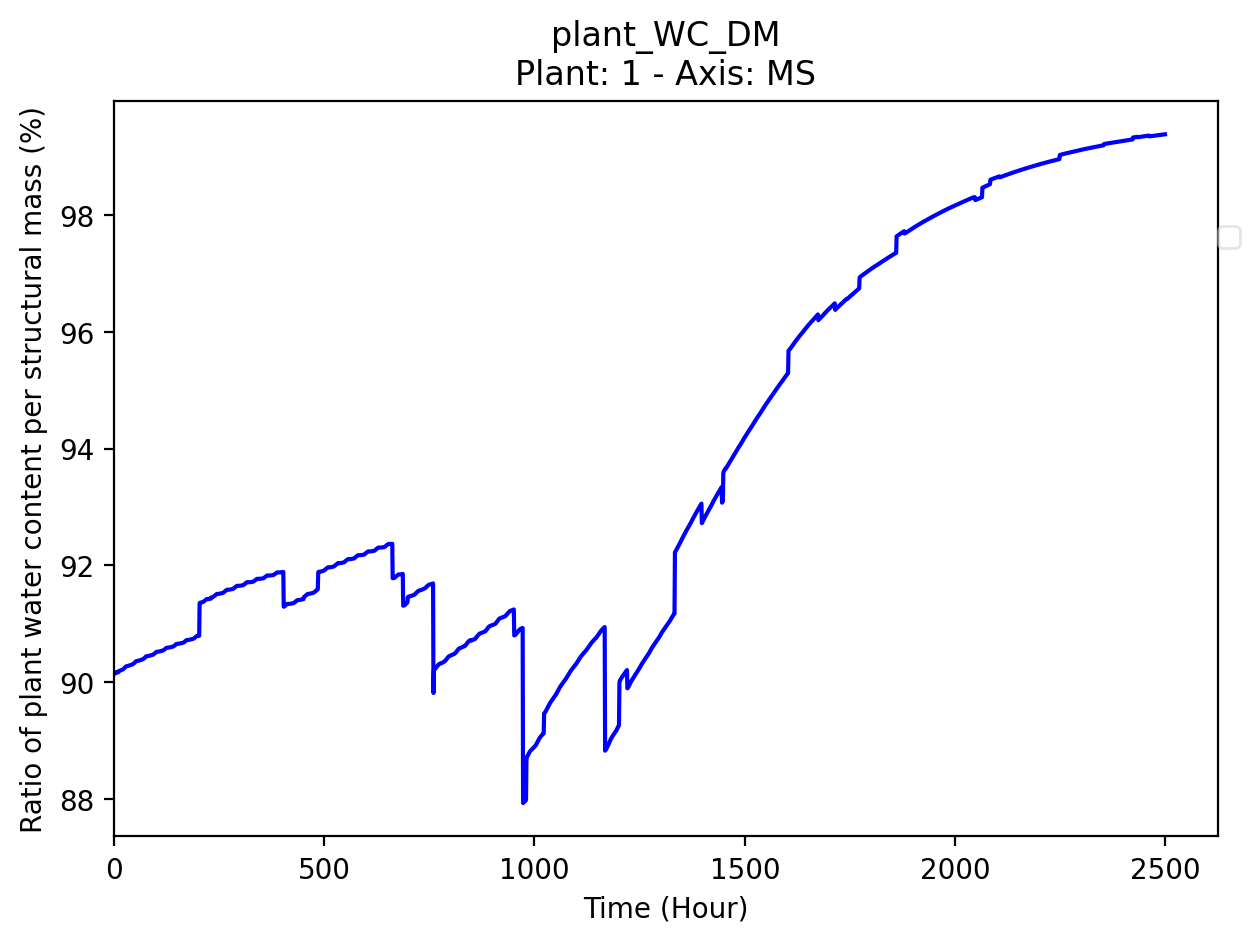 plant_WC_DM
Plant: 1 - Axis: MS
Ratio of plant water content per structural mass (%)
98
96
94
92
90
88
0 500 1000 1500 2000 2500
Time (Hour)